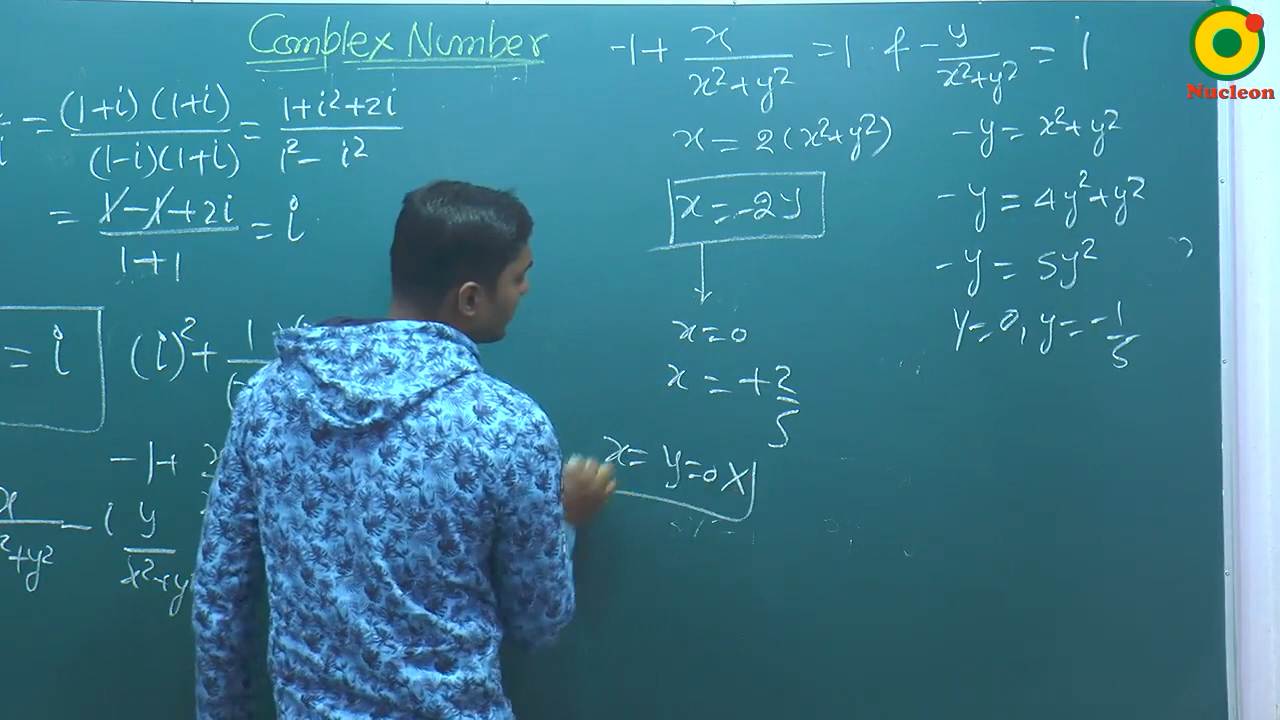 Complex Number
Nucleon
= (1+i)(1+i) / (1-i)(1+i) = 1+i²+2i / 1²- i²
= 1-1+2i / 1+1 = i
= i
(i)² + 1
-1+
x / ²+y² - i y / x²+y
-1+ x / x²+y² = 1 & - y / x²+y² = 1
x = 2(x²+y²)
x = -2y
x=0
x = +2/5
x= y=0 X
-y = x²+y²
-y = 4y²+y²
-y = 5y²
y=0, y = -1/5